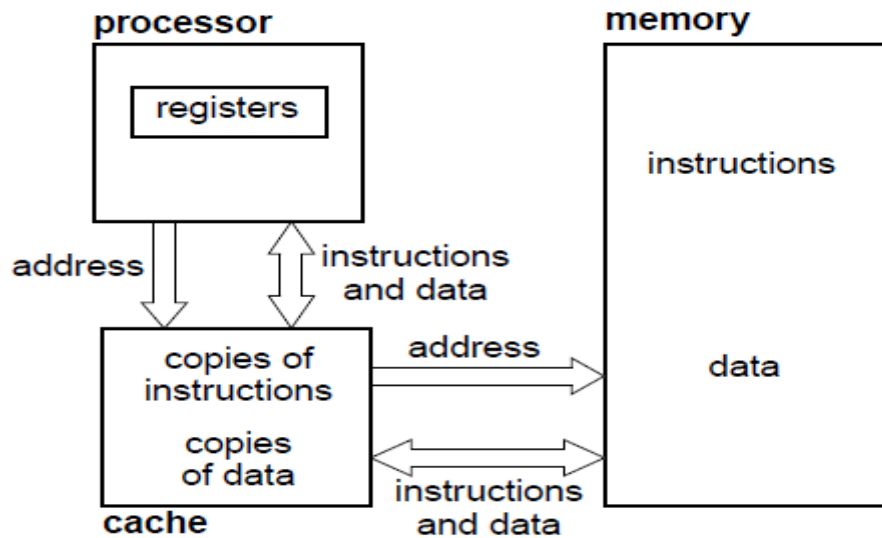 processor
memory
registers
instructions
address
instructions
and data
copies of
instructions
address
data
copies
of data
instructions
and data
cache